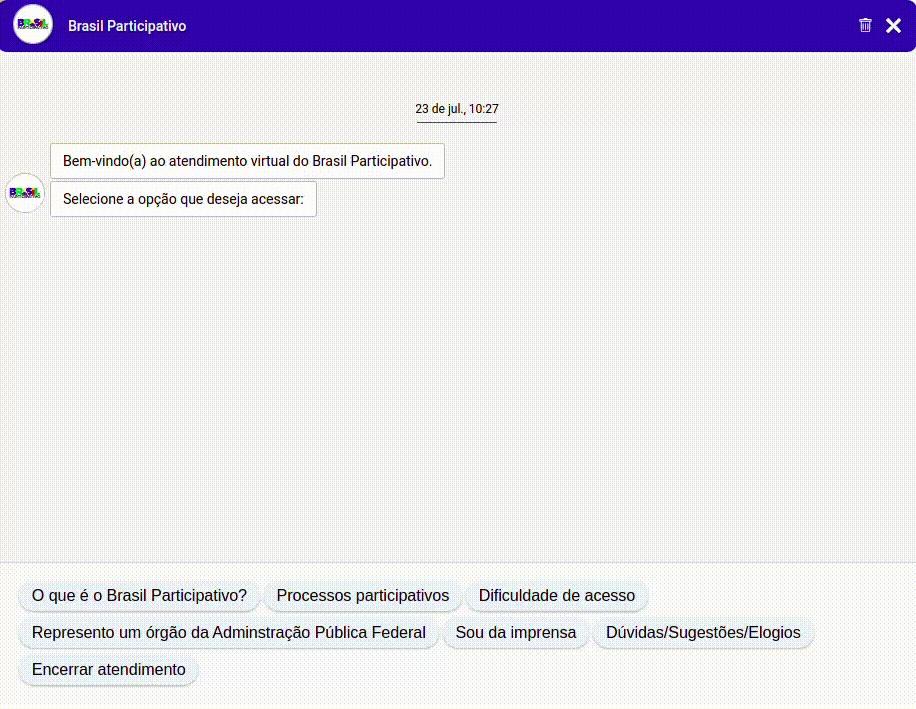 BRASIL
Brasil Participativo
23 de jul., 10:27
Bem-vindo(a) ao atendimento virtual do Brasil Participativo.
BRASIL
Selecione a opção que deseja acessar:
O que é o Brasil Participativo? Processos participativos Dificuldade de acesso
Represento um órgão da Adminstração Pública Federal Sou da imprensa Dúvidas/Sugestões/Elogios
Encerrar atendimento